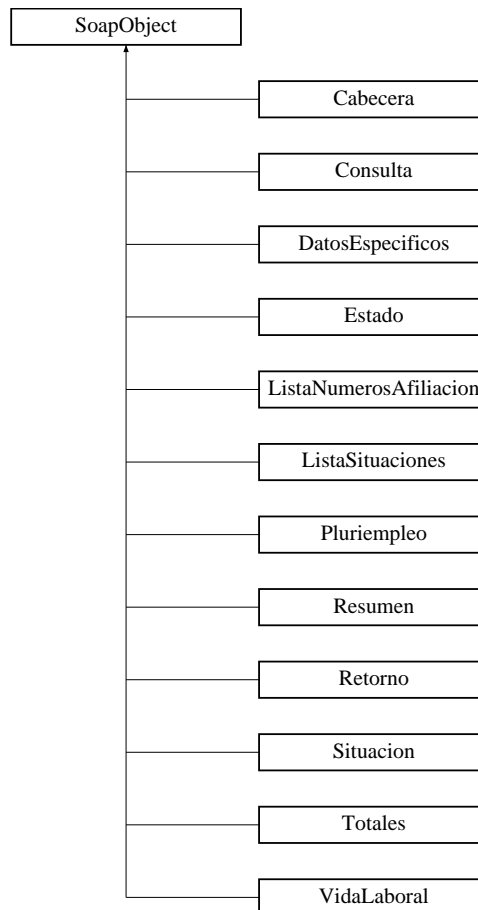 SoapObject
Cabecera
Consulta
DatosEspecificos
Estado
ListaNumerosAfiliacion
ListaSituaciones
Pluriempleo
Resumen
Retorno
Situacion
Totales
VidaLaboral